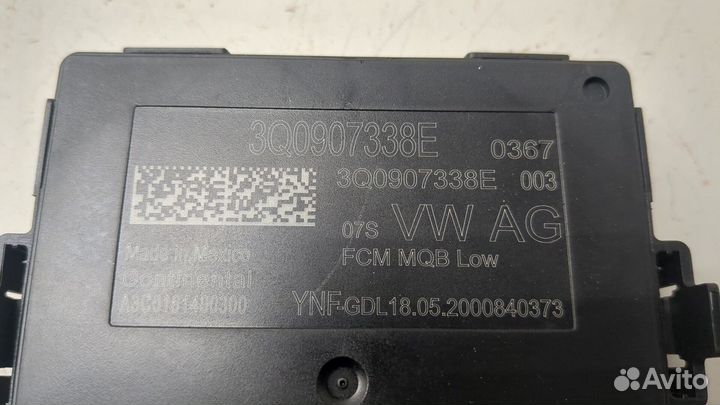 3Q0907338E 0367
3Q0907338E 003
07S VW AG
Made in Mexico
FCM MQB Low
Continental
A3C0181400300
YNF-GDL18.05.2000840373
Avito